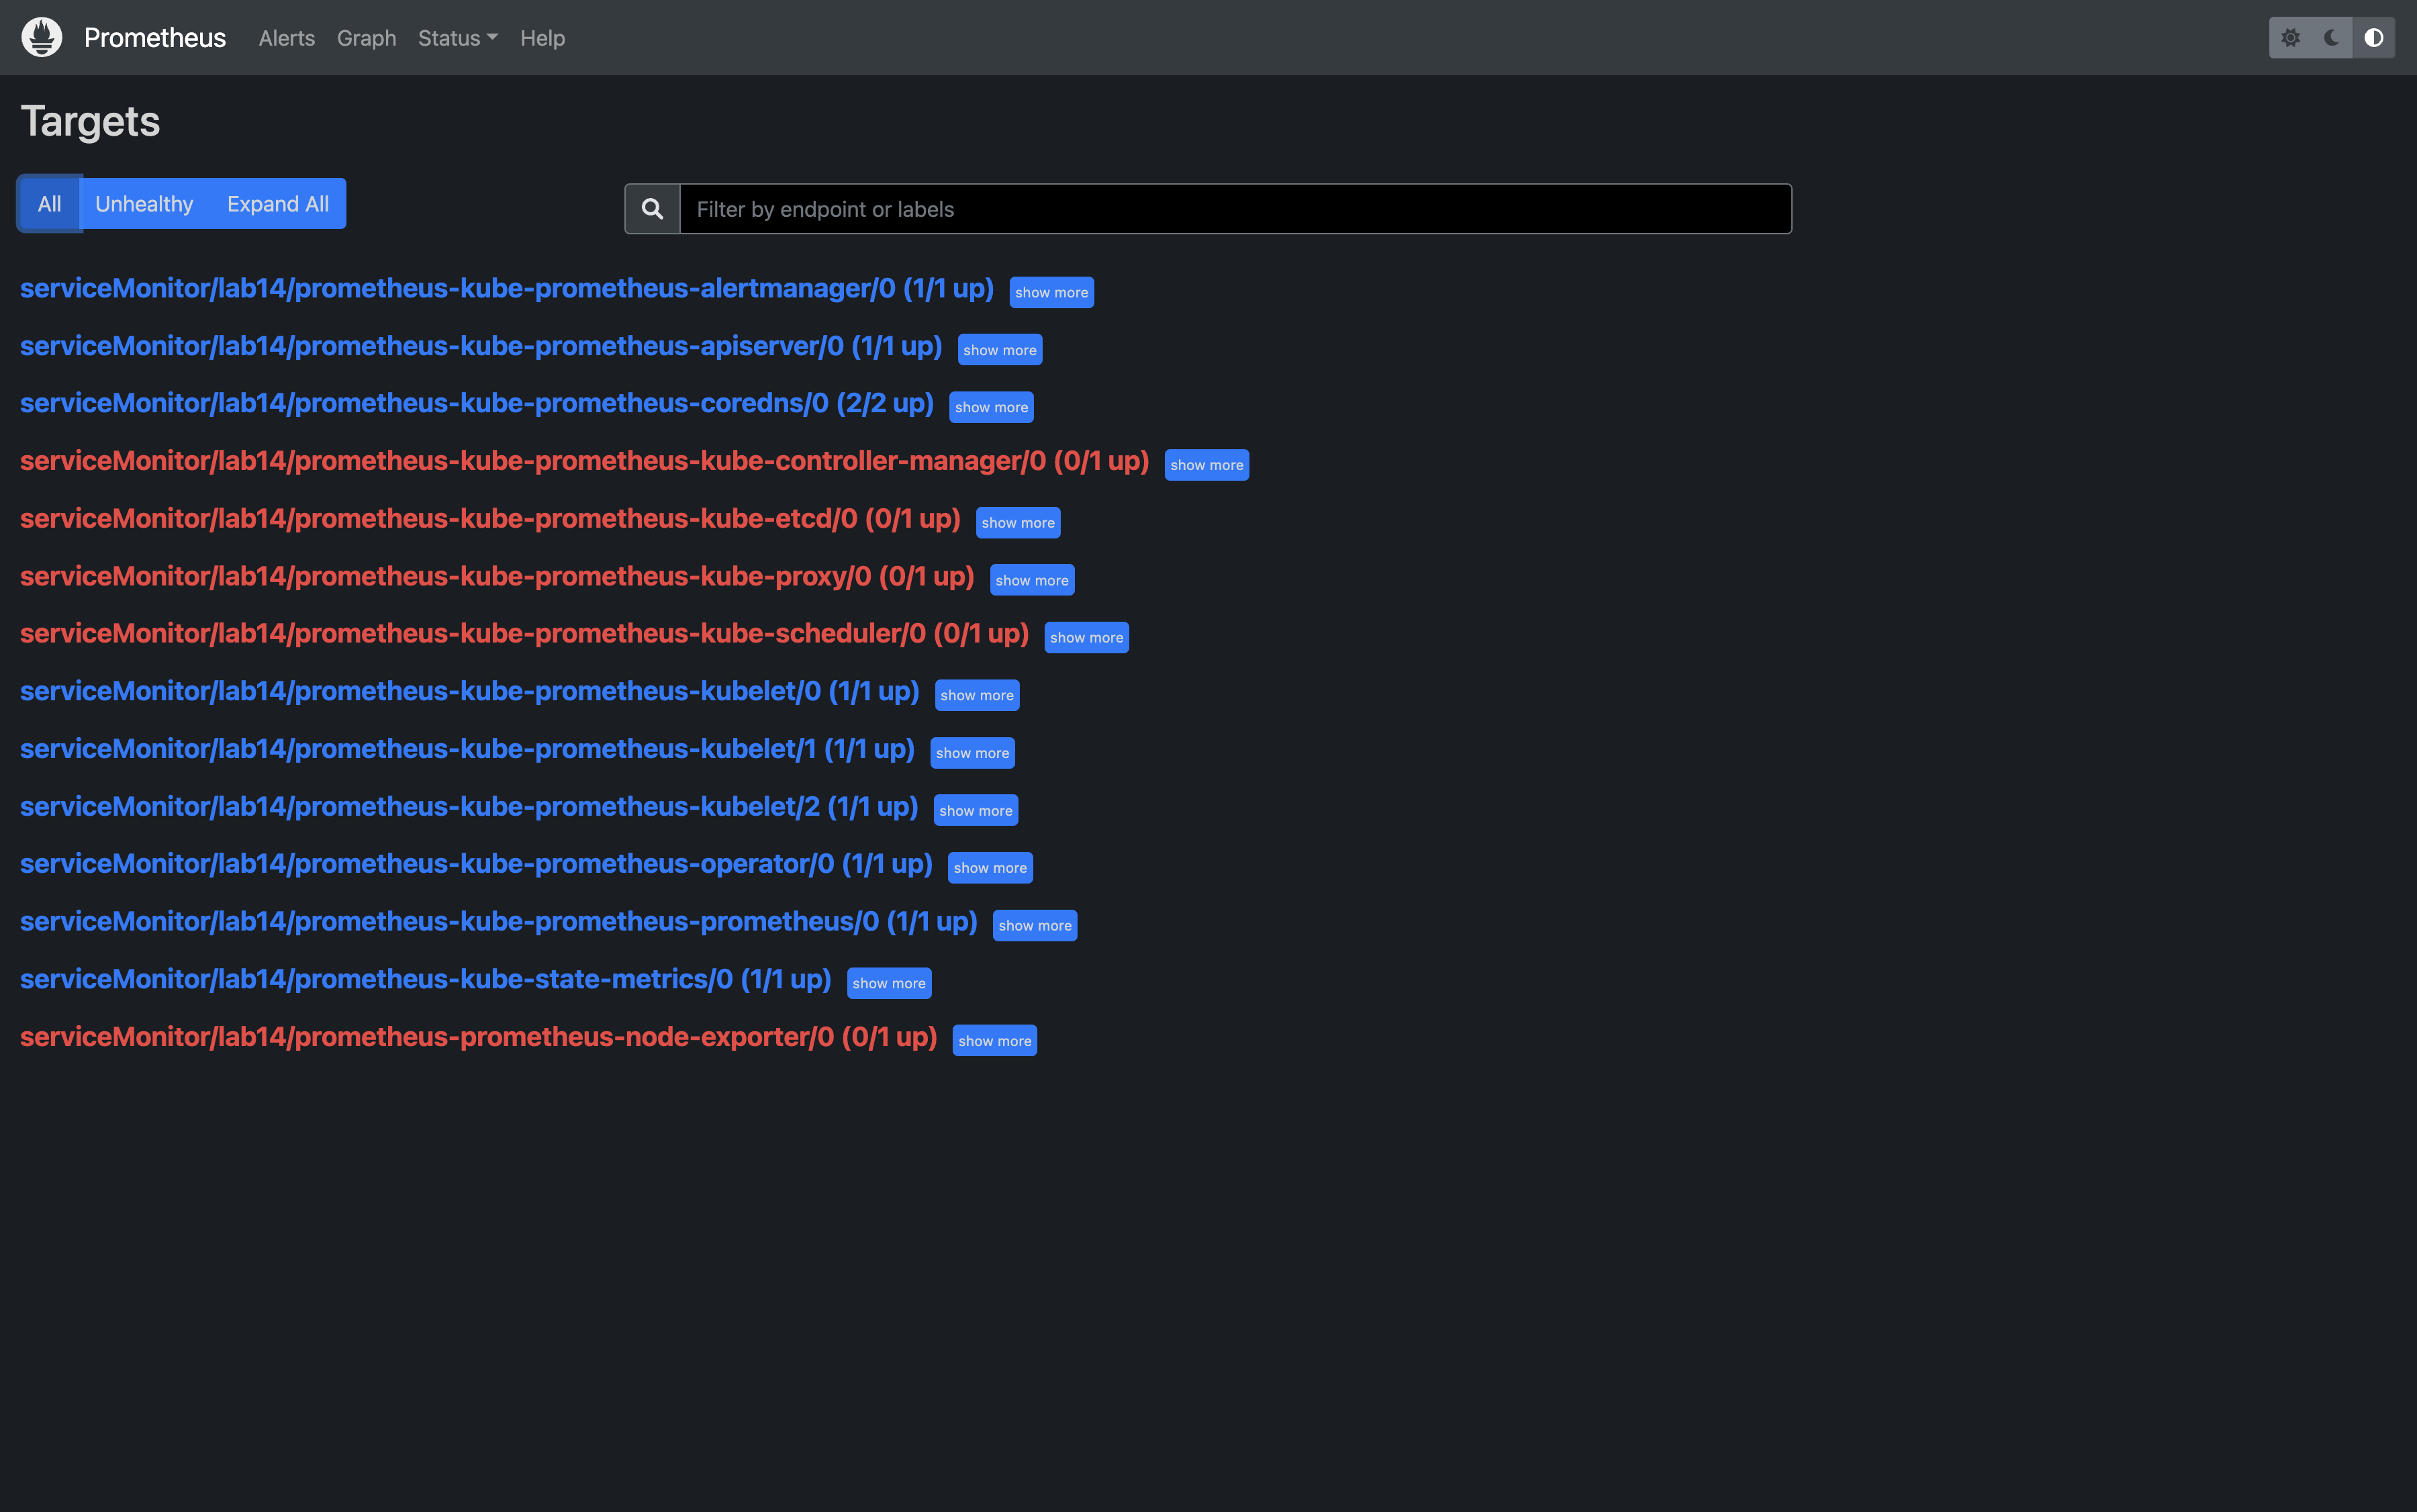 Prometheus Alerts Graph Status Help
Targets
All Unhealthy Expand All Filter by endpoint or labels
serviceMonitor/lab14/prometheus-kube-prometheus-alertmanager/0 (1/1 up) show more
serviceMonitor/lab14/prometheus-kube-prometheus-apiserver/0 (1/1 up) show more
serviceMonitor/lab14/prometheus-kube-prometheus-coredns/0 (2/2 up) show more
serviceMonitor/lab14/prometheus-kube-prometheus-kube-controller-manager/0 (0/1 up) show more
serviceMonitor/lab14/prometheus-kube-prometheus-kube-etcd/0 (0/1 up) show more
serviceMonitor/lab14/prometheus-kube-prometheus-kube-proxy/0 (0/1 up) show more
serviceMonitor/lab14/prometheus-kube-prometheus-kube-scheduler/0 (0/1 up) show more
serviceMonitor/lab14/prometheus-kube-prometheus-kubelet/0 (1/1 up) show more
serviceMonitor/lab14/prometheus-kube-prometheus-kubelet/1 (1/1 up) show more
serviceMonitor/lab14/prometheus-kube-prometheus-kubelet/2 (1/1 up) show more
serviceMonitor/lab14/prometheus-kube-prometheus-operator/0 (1/1 up) show more
serviceMonitor/lab14/prometheus-kube-prometheus-prometheus/0 (1/1 up) show more
serviceMonitor/lab14/prometheus-kube-state-metrics/0 (1/1 up) show more
serviceMonitor/lab14/prometheus-prometheus-node-exporter/0 (0/1 up) show more